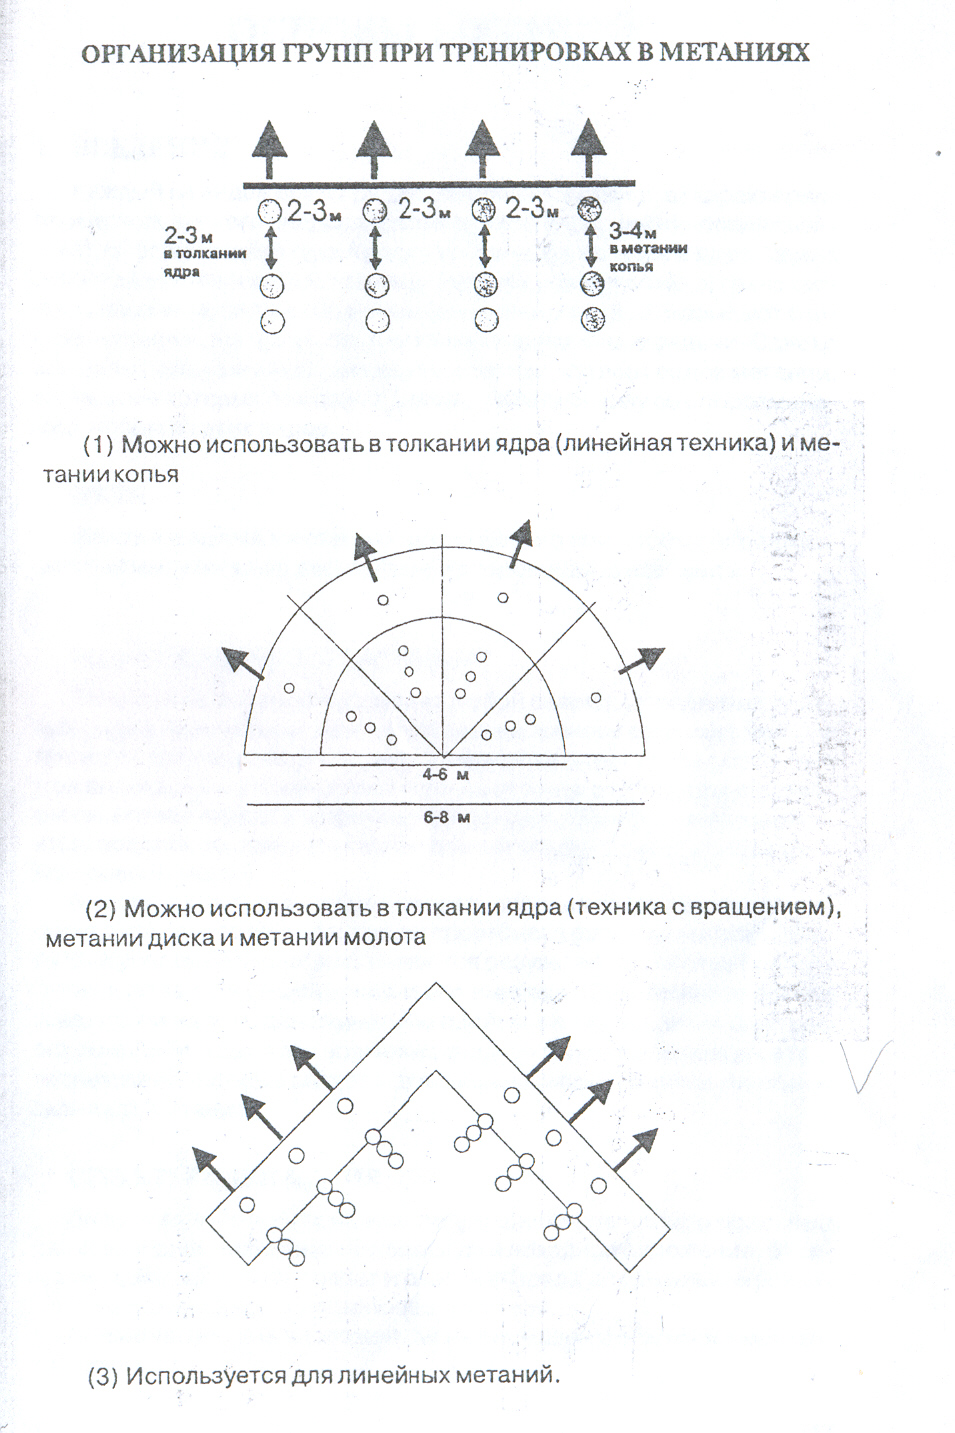 ОРГАНИЗАЦИЯ ГРУПП ПРИ ТРЕНИРОВКАХ В МЕТАНИЯХ
2-3м 2-3м 2-3м
2-3м
в толкании
ядра
3-4м
в метании
копья
(1) Можно использовать в толкании ядра (линейная техника) и ме-
тании копья
4-6 м
6-8 м
(2) Можно использовать в толкании ядра (техника с вращением),
метании диска и метании молота
(3) Используется для линейных метаний.